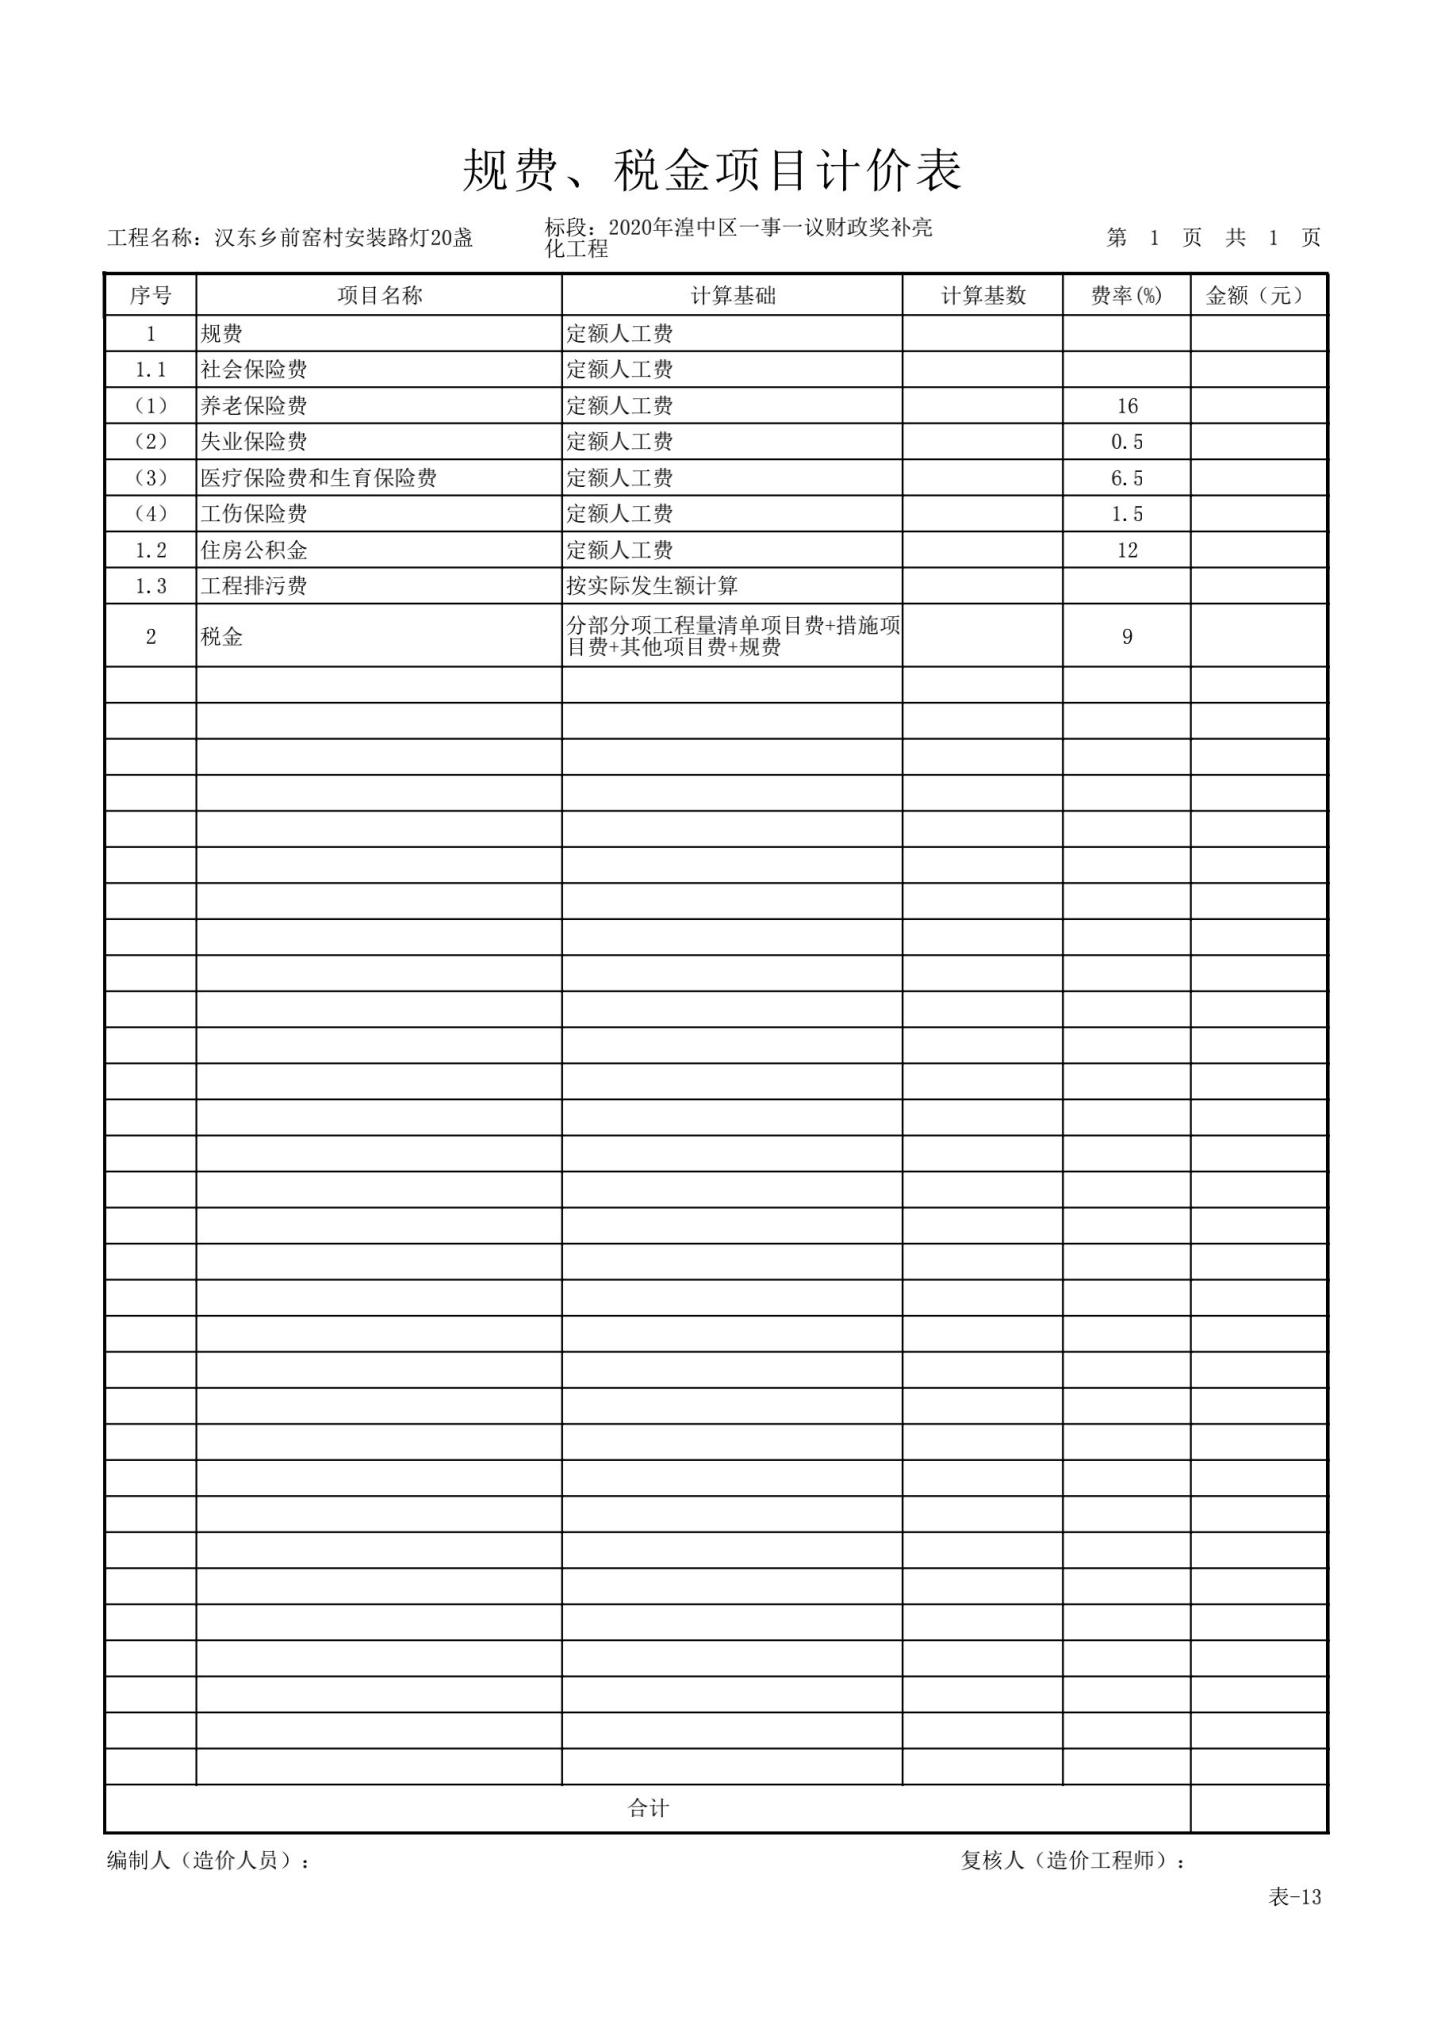 规费、税金项目计价表
工程名称：汉东乡前窑村安装路灯20盏
标段：2020年湟中区一事一议财政奖补亮
化工程
第 1 页 共 1 页
序号 项目名称 计算基础 计算基数 费率(%) 金额（元）
1 规费 定额人工费
1.1 社会保险费 定额人工费
（1） 养老保险费 定额人工费 16
（2） 失业保险费 定额人工费 0.5
（3） 医疗保险费和生育保险费 定额人工费 6.5
（4） 工伤保险费 定额人工费 1.5
1.2 住房公积金 定额人工费 12
1.3 工程排污费 按实际发生额计算
2 税金 分部分项工程量清单项目费+措施项 9
目费+其他项目费+规费
合计
编制人（造价人员）： 复核人（造价工程师）：
表-13